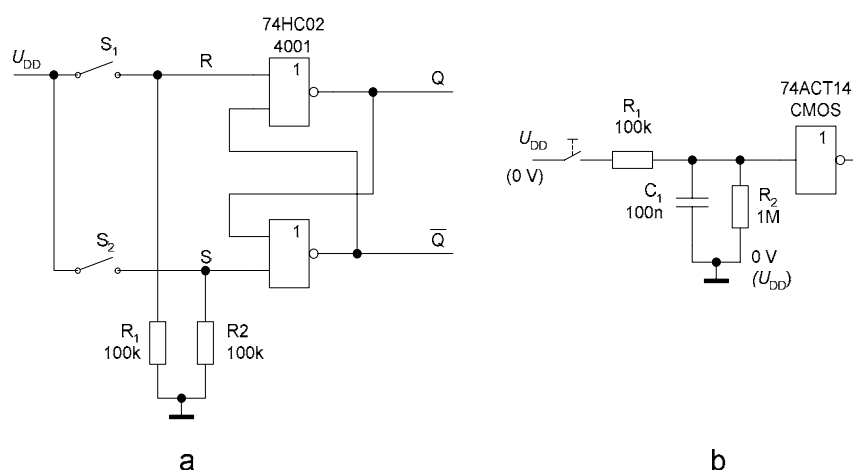 74HC02
4001
U_DD
S₁
R
1
Q
S₂
S
1
Q̅
R₁
100k
R2
100k
a
74ACT14
CMOS
R₁
100k
1
U_DD
(0 V)
C₁
100n
R₂
1M
0 V
(U_DD)
b